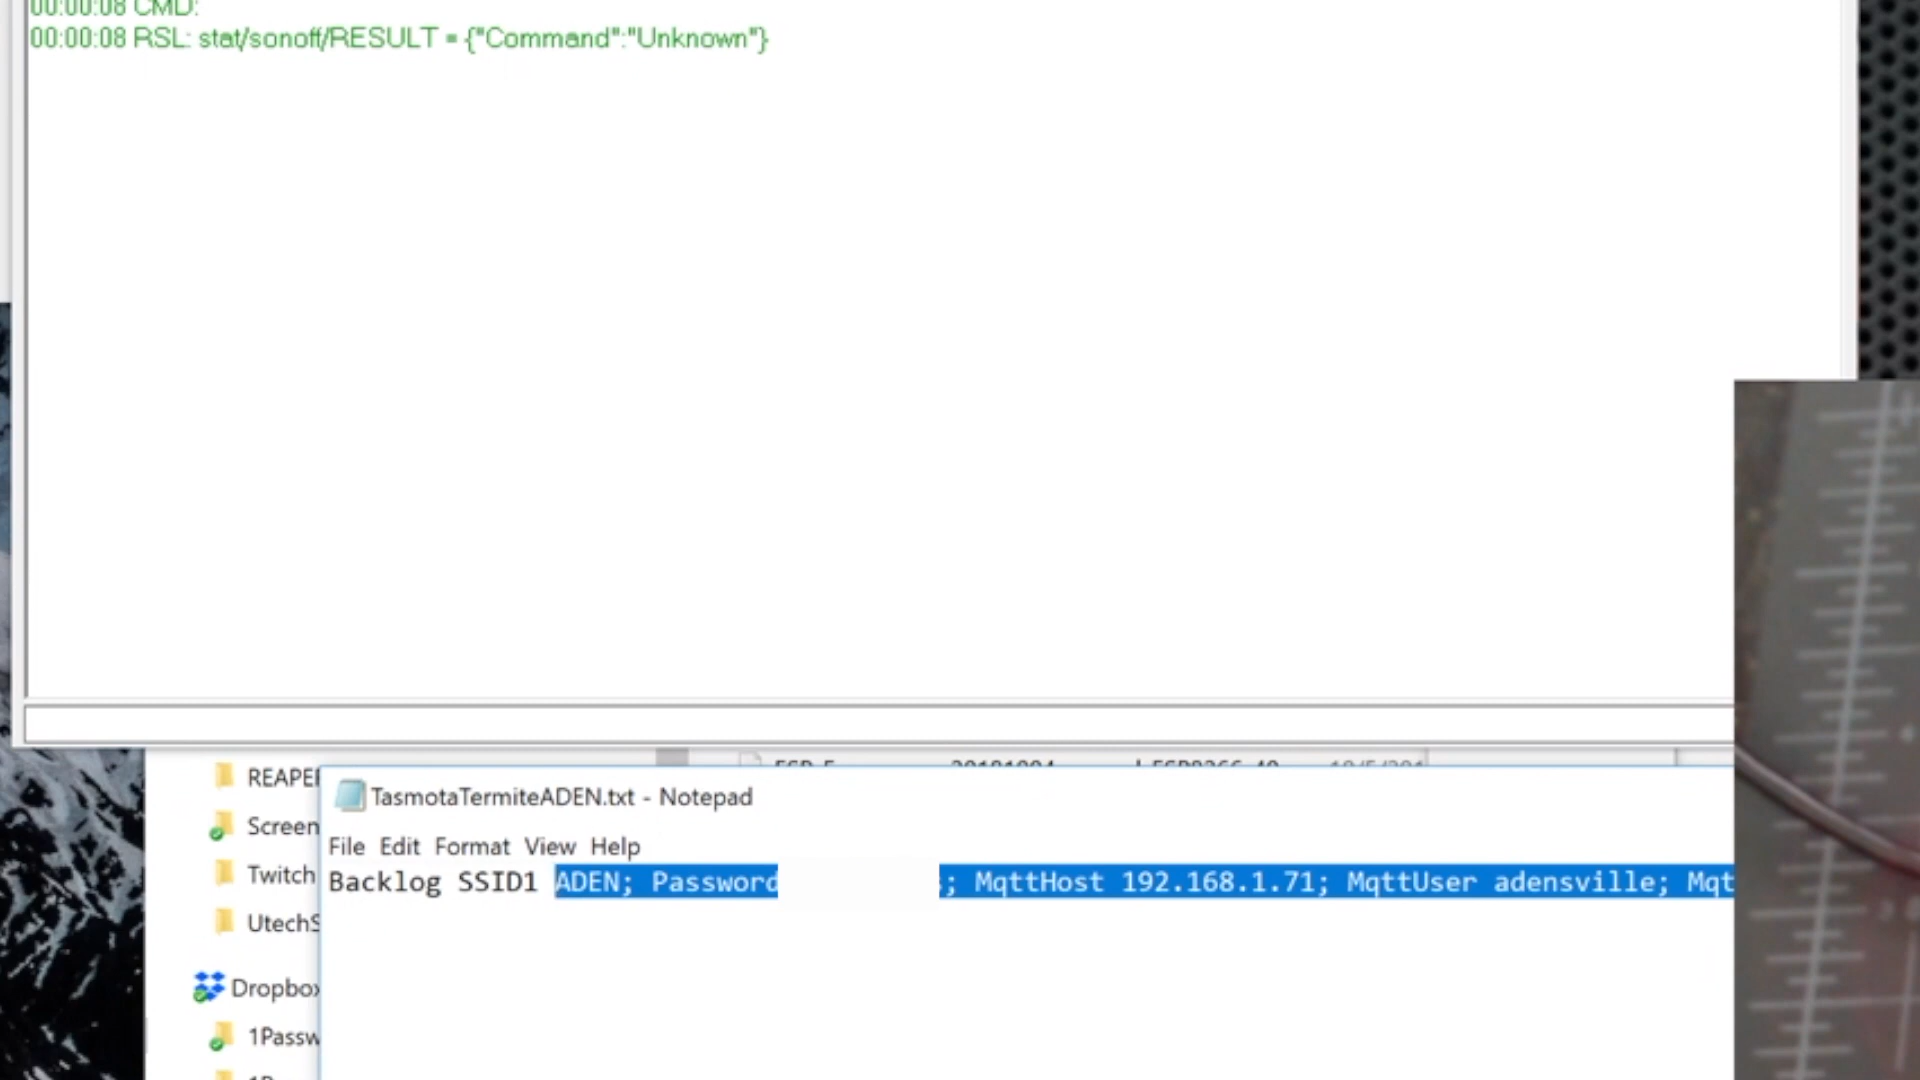 00:00:08 CMD:
00:00:08 RSL: stat/sonoff/RESULT = {"Command":"Unknown"}
REAPE
Screen
Twitch
UtechS
Dropbox
1Passw
TasmotaTermiteADEN.txt - Notepad
File Edit Format View Help
Backlog SSID1 ADEN; Password ; MqttHost 192.168.1.71; MqttUser adensville; Mqt